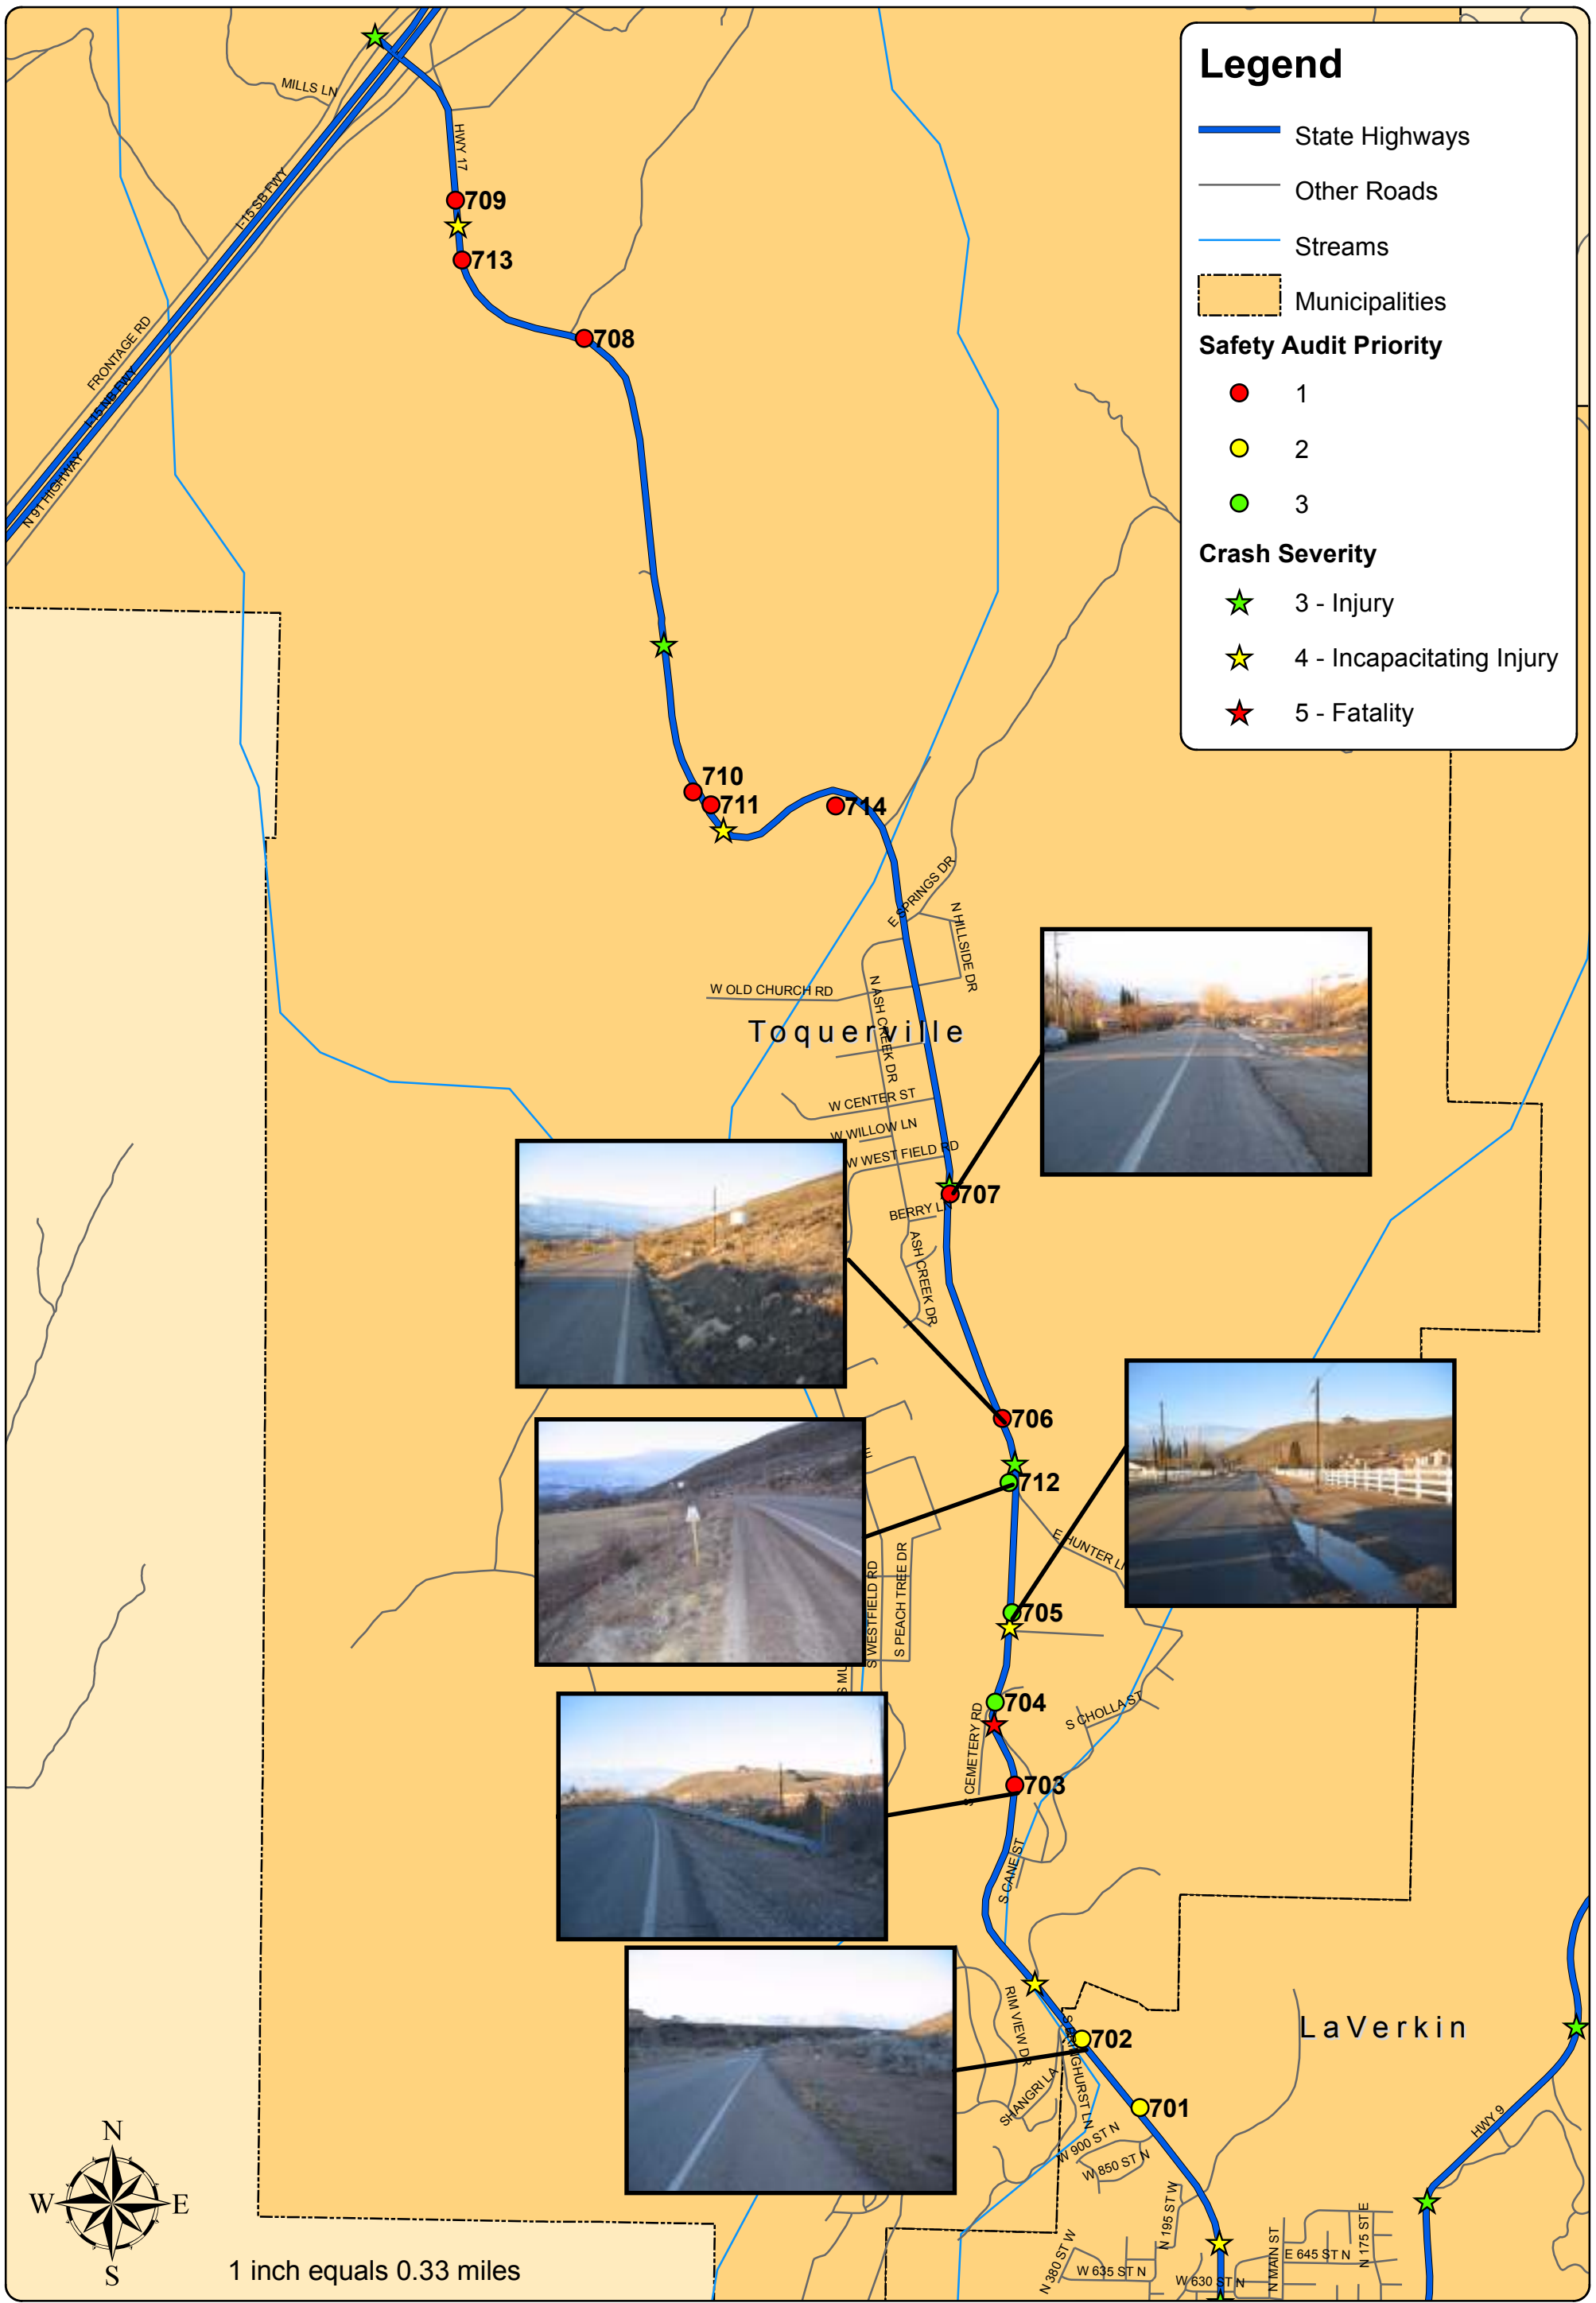 Legend
State Highways
Other Roads
Streams
Municipalities
Safety Audit Priority
1
2
3
Crash Severity
3 - Injury
4 - Incapacitating Injury
5 - Fatality
MILLS LN
HWY 17
I-15 SB FWY
709
713
708
FRONTAGE RD
I-15 NB FWY
N 91 HIGHWAY
710
711
714
E SPRINGS DR
N HILLSIDE DR
W OLD CHURCH RD
N ASH CREEK DR
Toquerville
W CENTER ST
W WILLOW LN
W WEST FIELD RD
707
BERRY LN
ASH CREEK DR
706
712
E HUNTER LN
S WESTFIELD RD
S PEACH TREE DR
705
704
S CEMETERY RD
S CHOLLA ST
703
S CANE ST
RIM VIEW DR
702
LaVerkin
SHANGRI LA
701
W 900 ST N
W 850 ST N
HWY 9
N 195 ST W
N 380 ST W
W 635 ST N
W 630 ST N
N MAIN ST
E 645 ST N
N 175 ST E
N
W
E
S
1 inch equals 0.33 miles